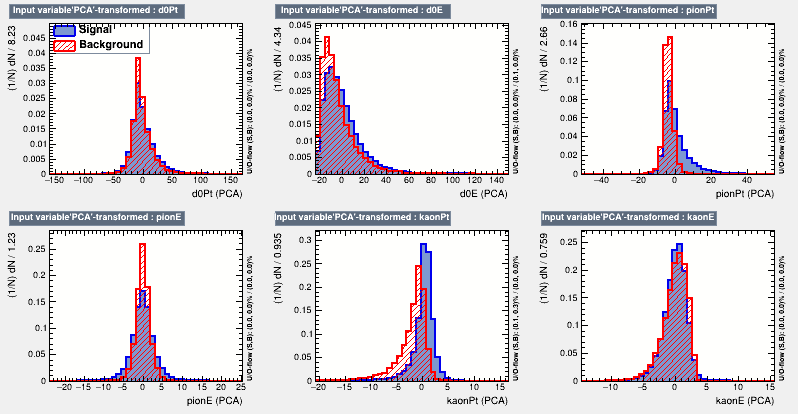 Input variable'PCA'-transformed : d0Pt
(1/N) dN / 8.23
0.045
0.04
0.035
0.03
0.025
0.02
0.015
0.01
0.005
0
Signal
Background
−150 −100 −50 0 50 100 150
d0Pt (PCA)
U/O-flow (S,B): (0.0, 0.0)% / (0.0, 0.0)%
Input variable'PCA'-transformed : d0E
(1/N) dN / 4.34
0.045
0.04
0.035
0.03
0.025
0.02
0.015
0.01
0.005
0
−20 0 20 40 60 80 100 120 140
d0E (PCA)
U/O-flow (S,B): (0.0, 0.0)% / (0.1, 0.0)%
Input variable'PCA'-transformed : pionPt
(1/N) dN / 2.66
0.16
0.14
0.12
0.1
0.08
0.06
0.04
0.02
0
−40 −20 0 20 40
pionPt (PCA)
U/O-flow (S,B): (0.0, 0.0)% / (0.0, 0.0)%
Input variable'PCA'-transformed : pionE
(1/N) dN / 1.23
0.25
0.2
0.15
0.1
0.05
0
−20 −15 −10 −5 0 5 10 15 20 25
pionE (PCA)
U/O-flow (S,B): (0.0, 0.0)% / (0.0, 0.0)%
Input variable'PCA'-transformed : kaonPt
(1/N) dN / 0.935
0.3
0.25
0.2
0.15
0.1
0.05
0
−20 −15 −10 −5 0 5 10 15
kaonPt (PCA)
U/O-flow (S,B): (0.1, 0.3)% / (0.0, 0.0)%
Input variable'PCA'-transformed : kaonE
(1/N) dN / 0.759
0.25
0.2
0.15
0.1
0.05
0
−10 −5 0 5 10 15
kaonE (PCA)
U/O-flow (S,B): (0.0, 0.0)% / (0.0, 0.0)%